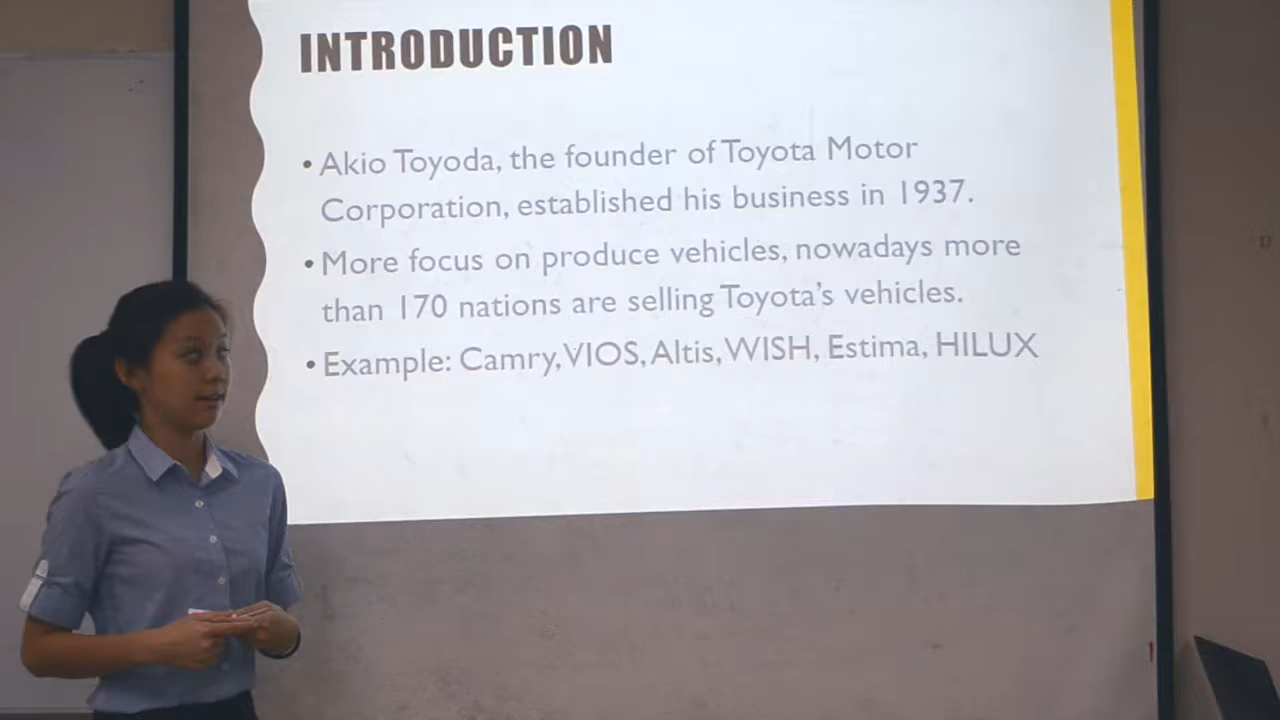 INTRODUCTION
• Akio Toyoda, the founder of Toyota Motor
Corporation, established his business in 1937.
• More focus on produce vehicles, nowadays more
than 170 nations are selling Toyota's vehicles.
• Example: Camry, VIOS, Altis, WISH, Estima, HILUX